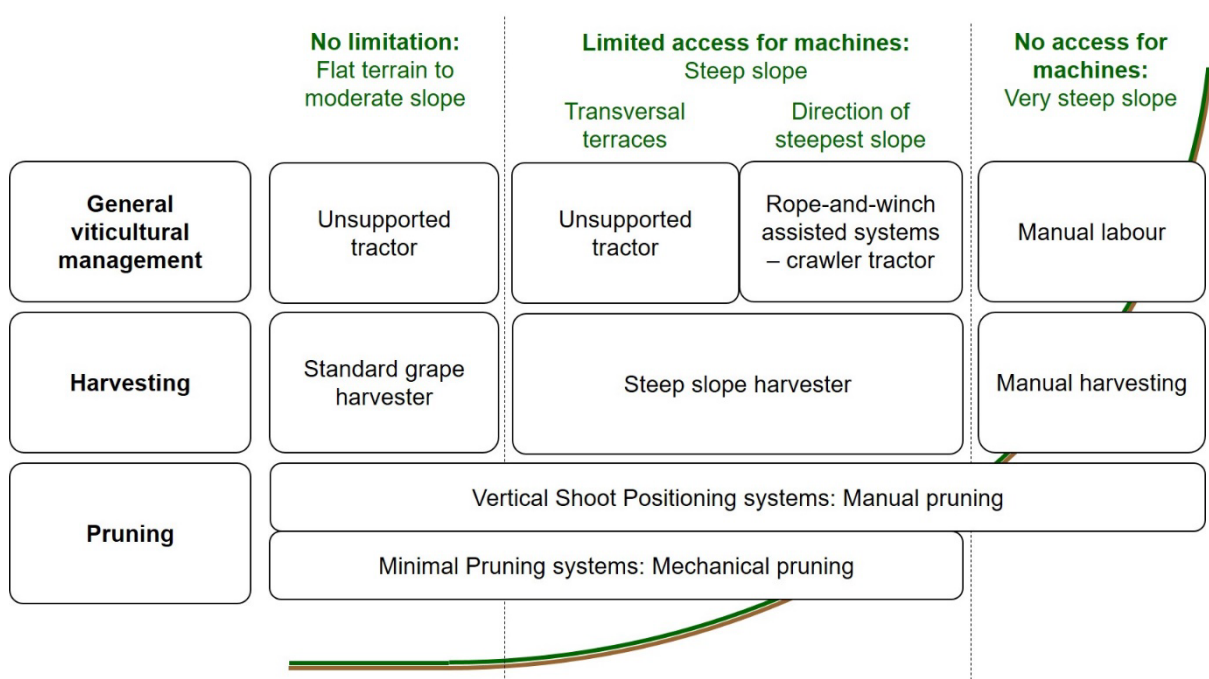 No limitation:
Flat terrain to
moderate slope
Limited access for machines:
Steep slope
Transversal
terraces
Direction of
steepest slope
No access for
machines:
Very steep slope
General
viticultural
management
Unsupported
tractor
Unsupported
tractor
Rope-and-winch
assisted systems
– crawler tractor
Manual labour
Harvesting
Standard grape
harvester
Steep slope harvester
Manual harvesting
Pruning
Vertical Shoot Positioning systems: Manual pruning
Minimal Pruning systems: Mechanical pruning